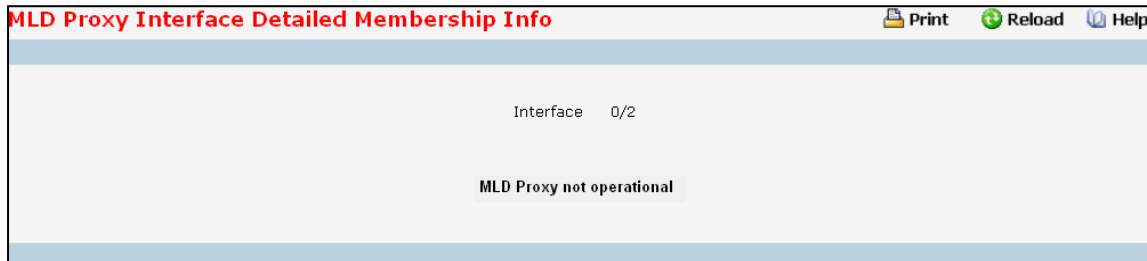 MLD Proxy Interface Detailed Membership Info Print Reload Help
Interface 0/2
MLD Proxy not operational